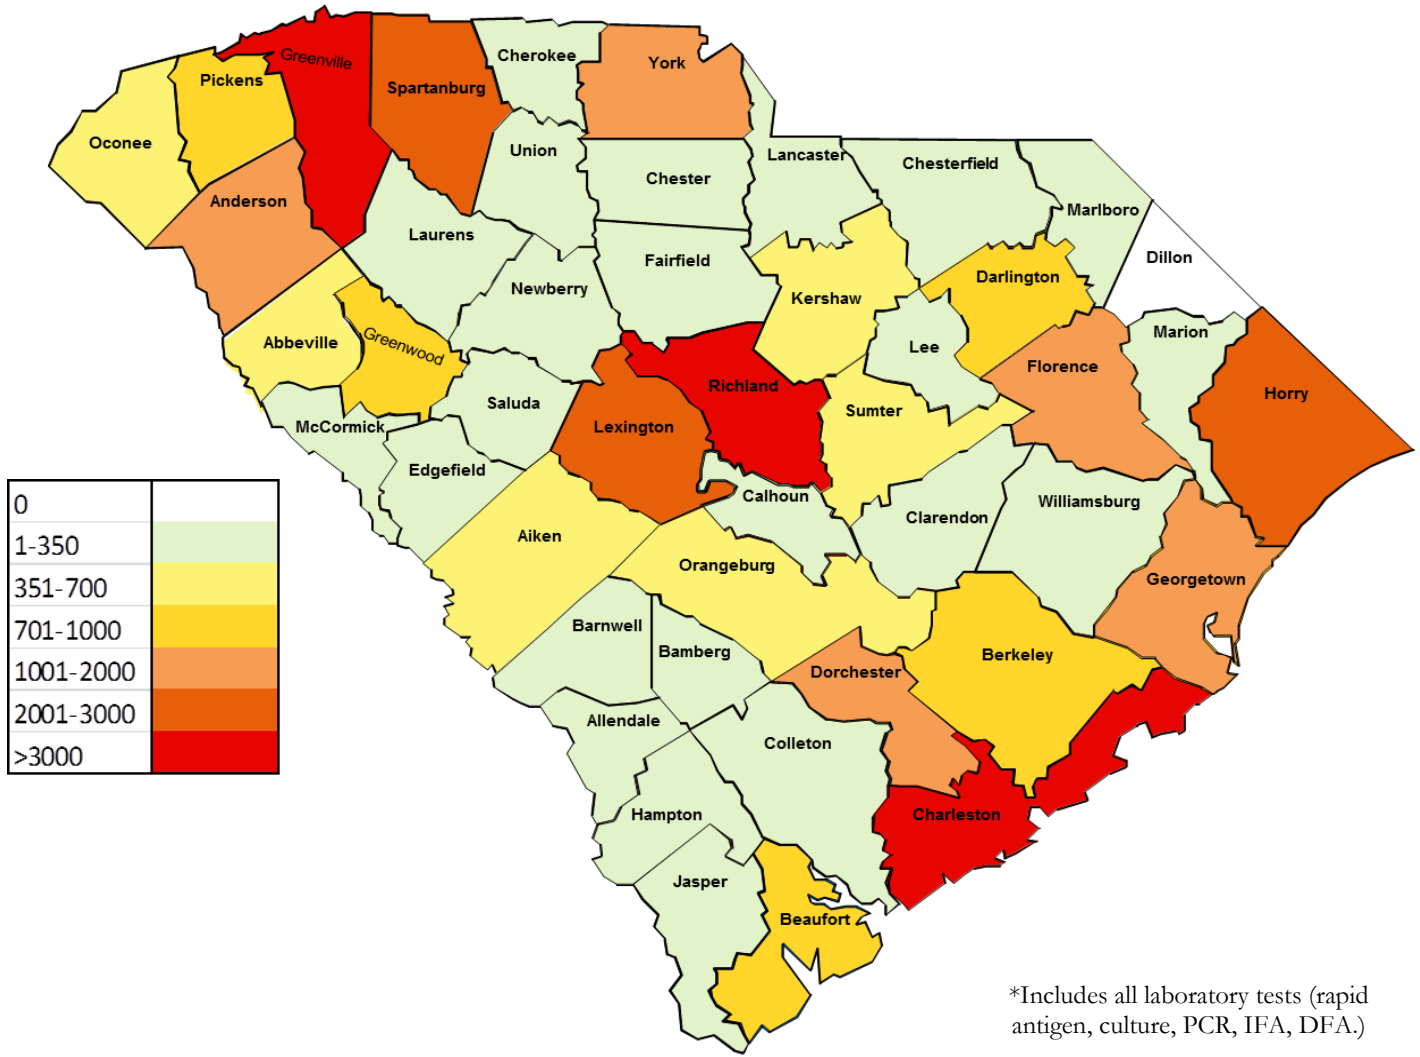 Cherokee
Greenville
York
Pickens
Spartanburg
Oconee
Union
Lancaster
Chesterfield
Chester
Anderson
Marlboro
Laurens
Dillon
Fairfield
Darlington
Newberry
Kershaw
Marion
Abbeville
Greenwood
Lee
Florence
Richland
Horry
Saluda
Sumter
McCormick
Lexington
Edgefield
Calhoun
Williamsburg
Clarendon
Aiken
Orangeburg
Georgetown
Barnwell
Bamberg
Berkeley
Dorchester
Allendale
Colleton
Hampton
Charleston
Jasper
Beaufort
0
1-350
351-700
701-1000
1001-2000
2001-3000
>3000
*Includes all laboratory tests (rapid
antigen, culture, PCR, IFA, DFA.)